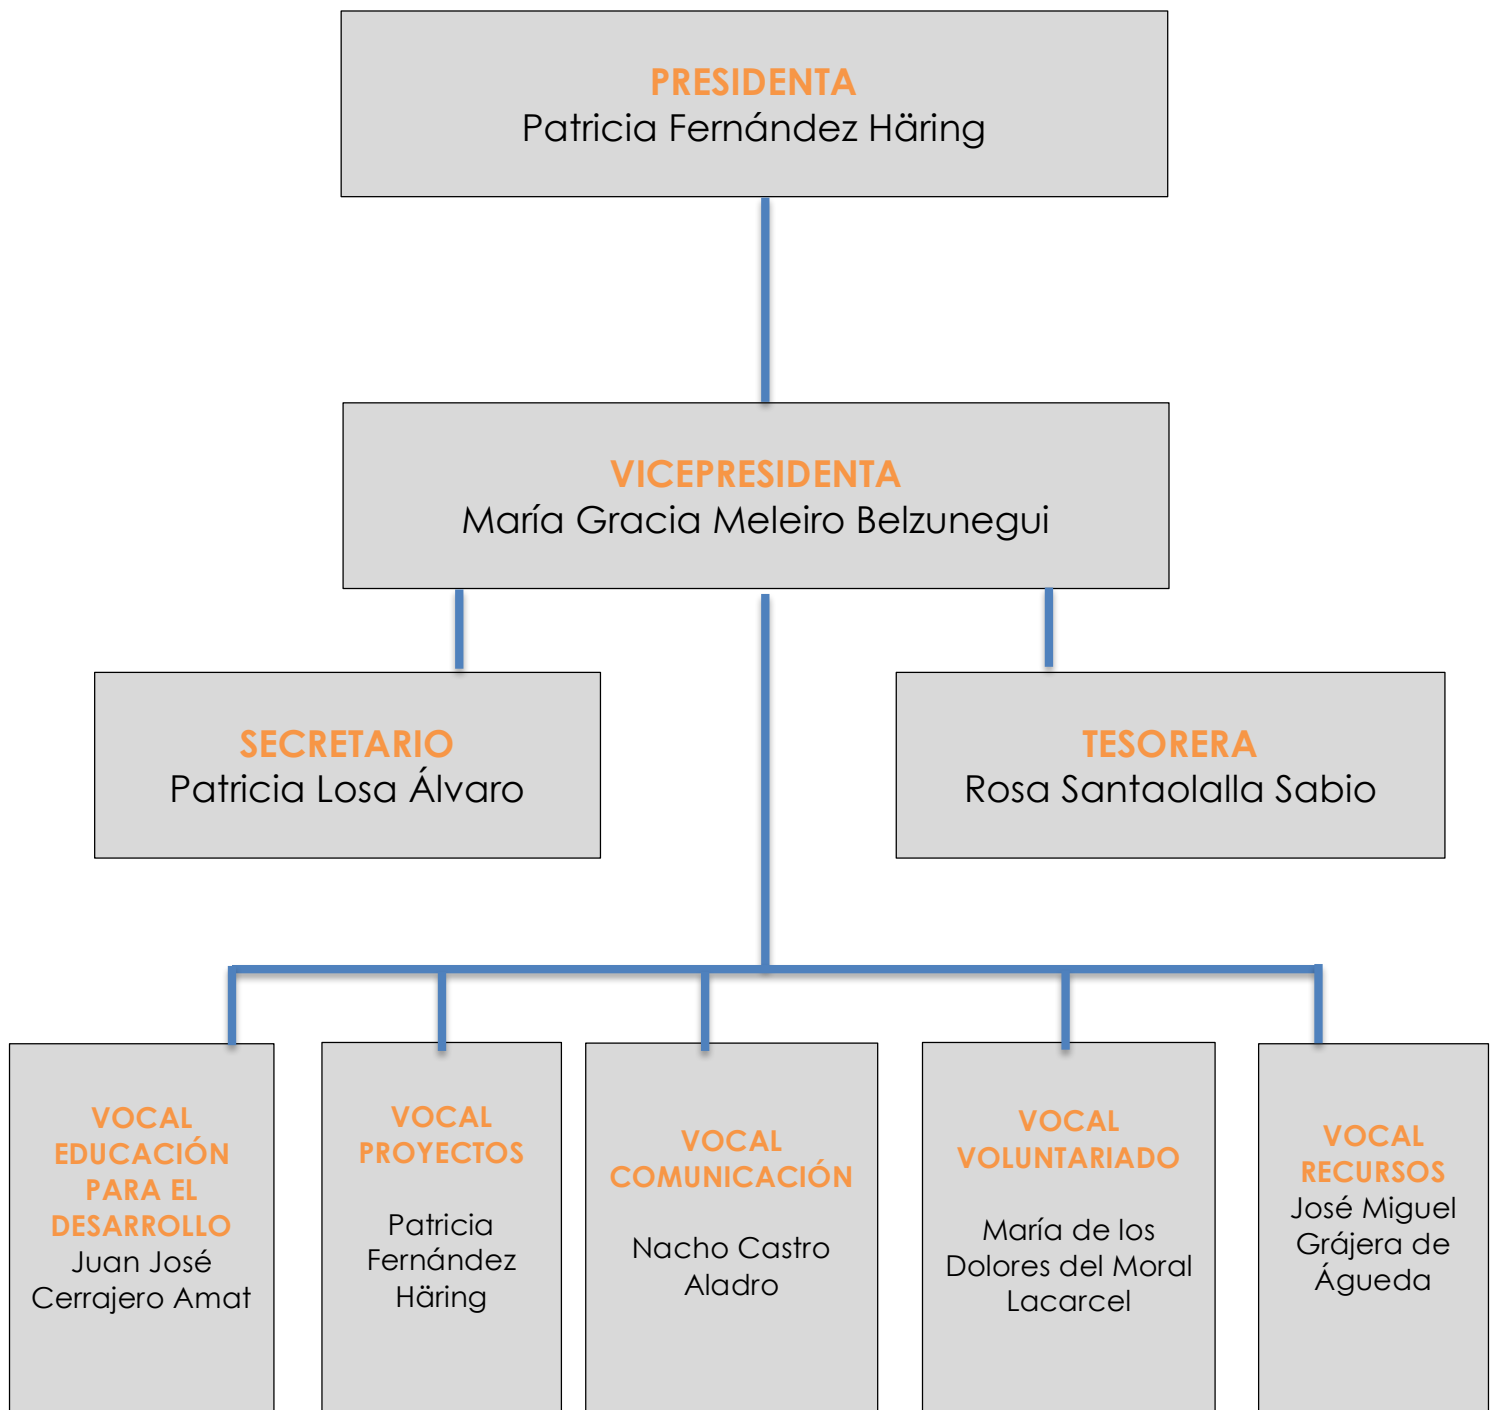 PRESIDENTA
Patricia Fernández Häring
VICEPRESIDENTA
María Gracia Meleiro Belzunegui
SECRETARIO
Patricia Losa Álvaro
TESORERA
Rosa Santaolalla Sabio
VOCAL
EDUCACIÓN
PARA EL
DESARROLLO
Juan José
Cerrajero Amat
VOCAL
PROYECTOS
Patricia
Fernández
Häring
VOCAL
COMUNICACIÓN
Nacho Castro
Aladro
VOCAL
VOLUNTARIADO
María de los
Dolores del Moral
Lacarcel
VOCAL
RECURSOS
José Miguel
Grájera de
Águeda